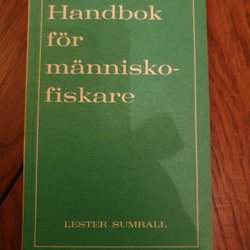 Handbok
för
människo-
fiskare
LESTER SUMRALL